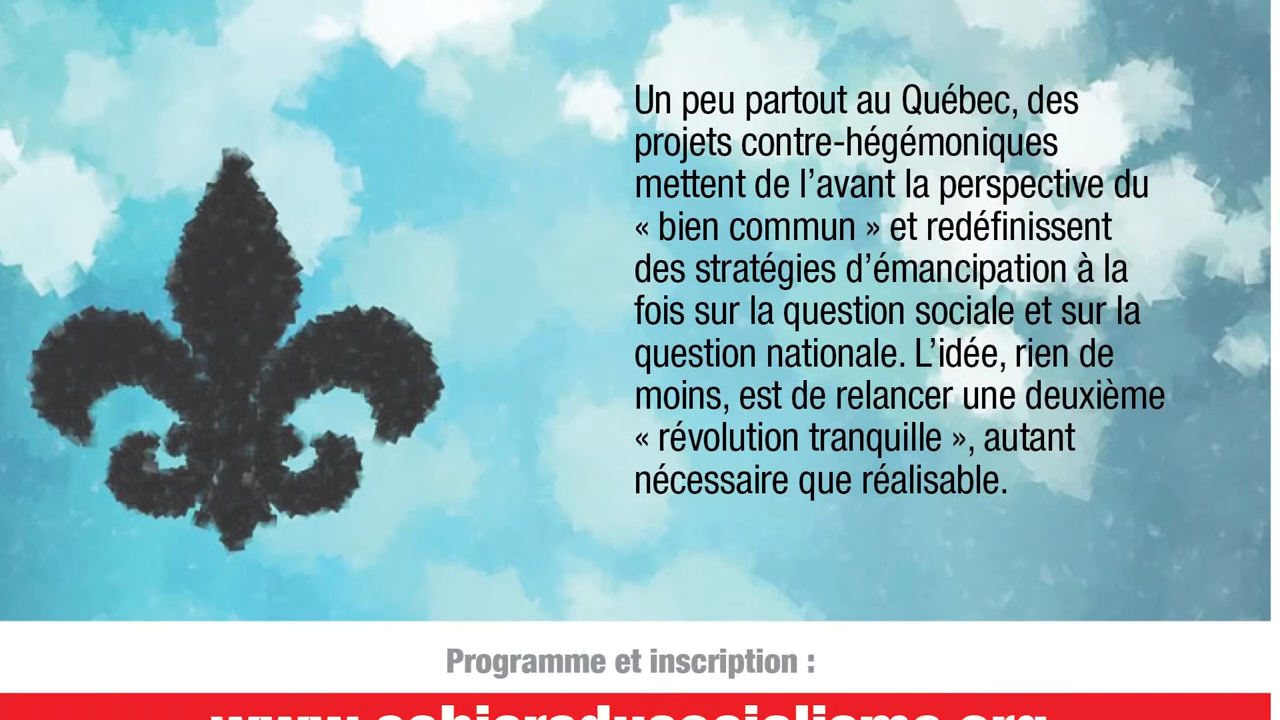 Un peu partout au Québec, des
projets contre-hégémoniques
mettent de l’avant la perspective du
« bien commun » et redéfinissent
des stratégies d’émancipation à la
fois sur la question sociale et sur la
question nationale. L’idée, rien de
moins, est de relancer une deuxième
« révolution tranquille », autant
nécessaire que réalisable.
Programme et inscription :